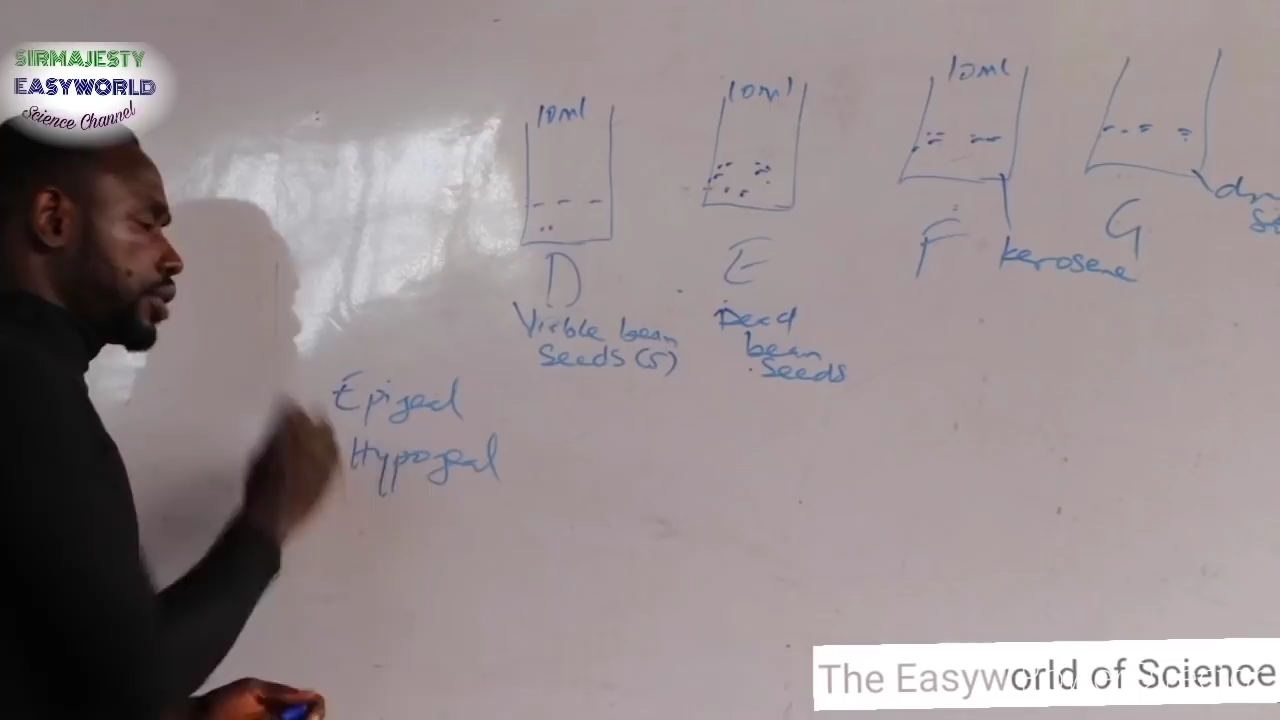 SIRMAJESTY
EASYWORLD
Science Channel
10ml
10ml
10ml
D
E
F
G
kerosene
Viable bean
Seeds (5)
Dead
bean
Seeds
Epigeal
Hypogeal
The Easyworld of Science